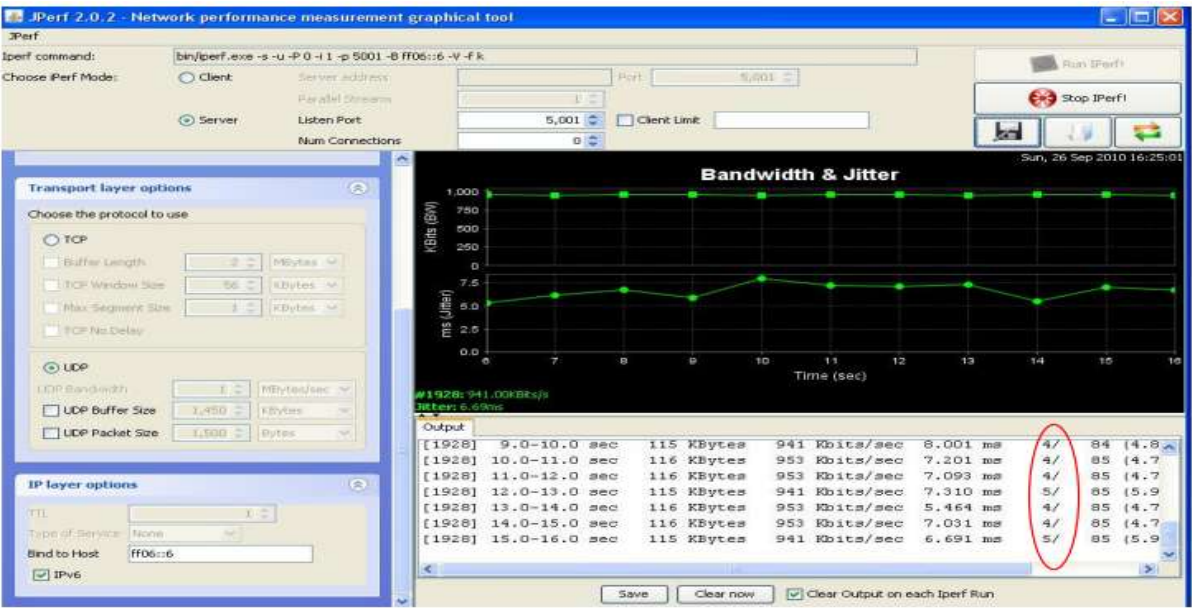 JPerf 2.0.2 - Network performance measurement graphical tool
JPerf
Iperf command: bin/iperf.exe -s -u -P 0 -i 1 -p 5001 -B ff06::6 -V -f k
Run IPerf!
Choose iPerf Mode: Client Server address Port 5,001
Parallel Streams 1
Stop IPerf!
Server Listen Port 5,001 Client Limit
Num Connections 0
Transport layer options
Choose the protocol to use
TCP
Buffer Length 2 MBytes
TCP Window Size 56 KBytes
Max Segment Size 1 KBytes
TCP No Delay
UDP
UDP Bandwidth 1 MBytes/sec
UDP Buffer Size 1,450 KBytes
UDP Packet Size 1,500 Bytes
IP layer options
TTL 1
Type of Service None
Bind to Host ff06::6
IPv6
Sun, 26 Sep 2010 16:25:01
Bandwidth & Jitter
KBits (BW)
1,000
750
500
250
0
ms (Jitter)
7.5
5.0
2.5
0.0
6 7 8 9 10 11 12 13 14 15 16
Time (sec)
#1928: 941.00KBits/s
Jitter: 6.69ms
Output
[1928] 9.0-10.0 sec 115 KBytes 941 Kbits/sec 8.001 ms 4/ 84 (4.8
[1928] 10.0-11.0 sec 116 KBytes 953 Kbits/sec 7.201 ms 4/ 85 (4.7
[1928] 11.0-12.0 sec 116 KBytes 953 Kbits/sec 7.093 ms 4/ 85 (4.7
[1928] 12.0-13.0 sec 115 KBytes 941 Kbits/sec 7.310 ms 5/ 85 (5.9
[1928] 13.0-14.0 sec 116 KBytes 953 Kbits/sec 5.464 ms 4/ 85 (4.7
[1928] 14.0-15.0 sec 116 KBytes 953 Kbits/sec 7.031 ms 4/ 85 (4.7
[1928] 15.0-16.0 sec 115 KBytes 941 Kbits/sec 6.691 ms 5/ 85 (5.9
Save Clear now Clear Output on each Iperf Run